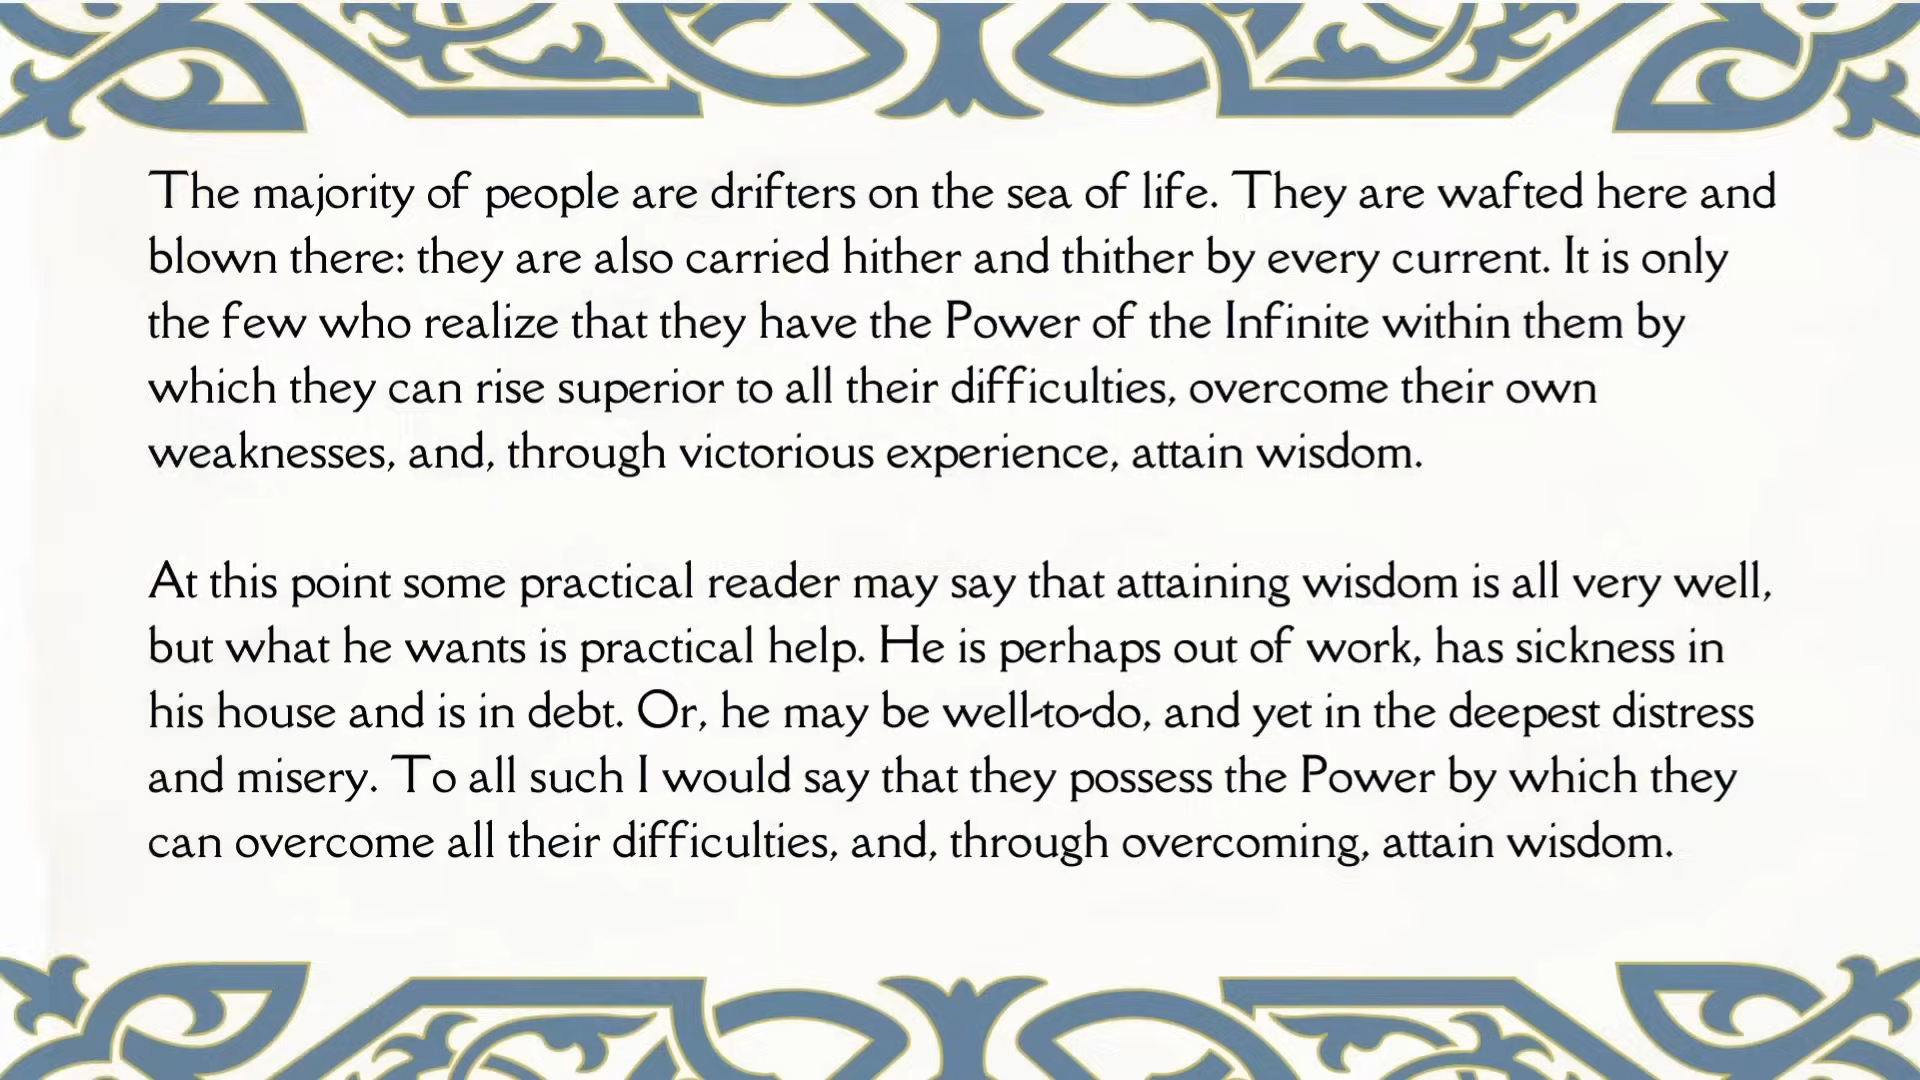 The majority of people are drifters on the sea of life. They are wafted here and
blown there: they are also carried hither and thither by every current. It is only
the few who realize that they have the Power of the Infinite within them by
which they can rise superior to all their difficulties, overcome their own
weaknesses, and, through victorious experience, attain wisdom.
At this point some practical reader may say that attaining wisdom is all very well,
but what he wants is practical help. He is perhaps out of work, has sickness in
his house and is in debt. Or, he may be well-to-do, and yet in the deepest distress
and misery. To all such I would say that they possess the Power by which they
can overcome all their difficulties, and, through overcoming, attain wisdom.